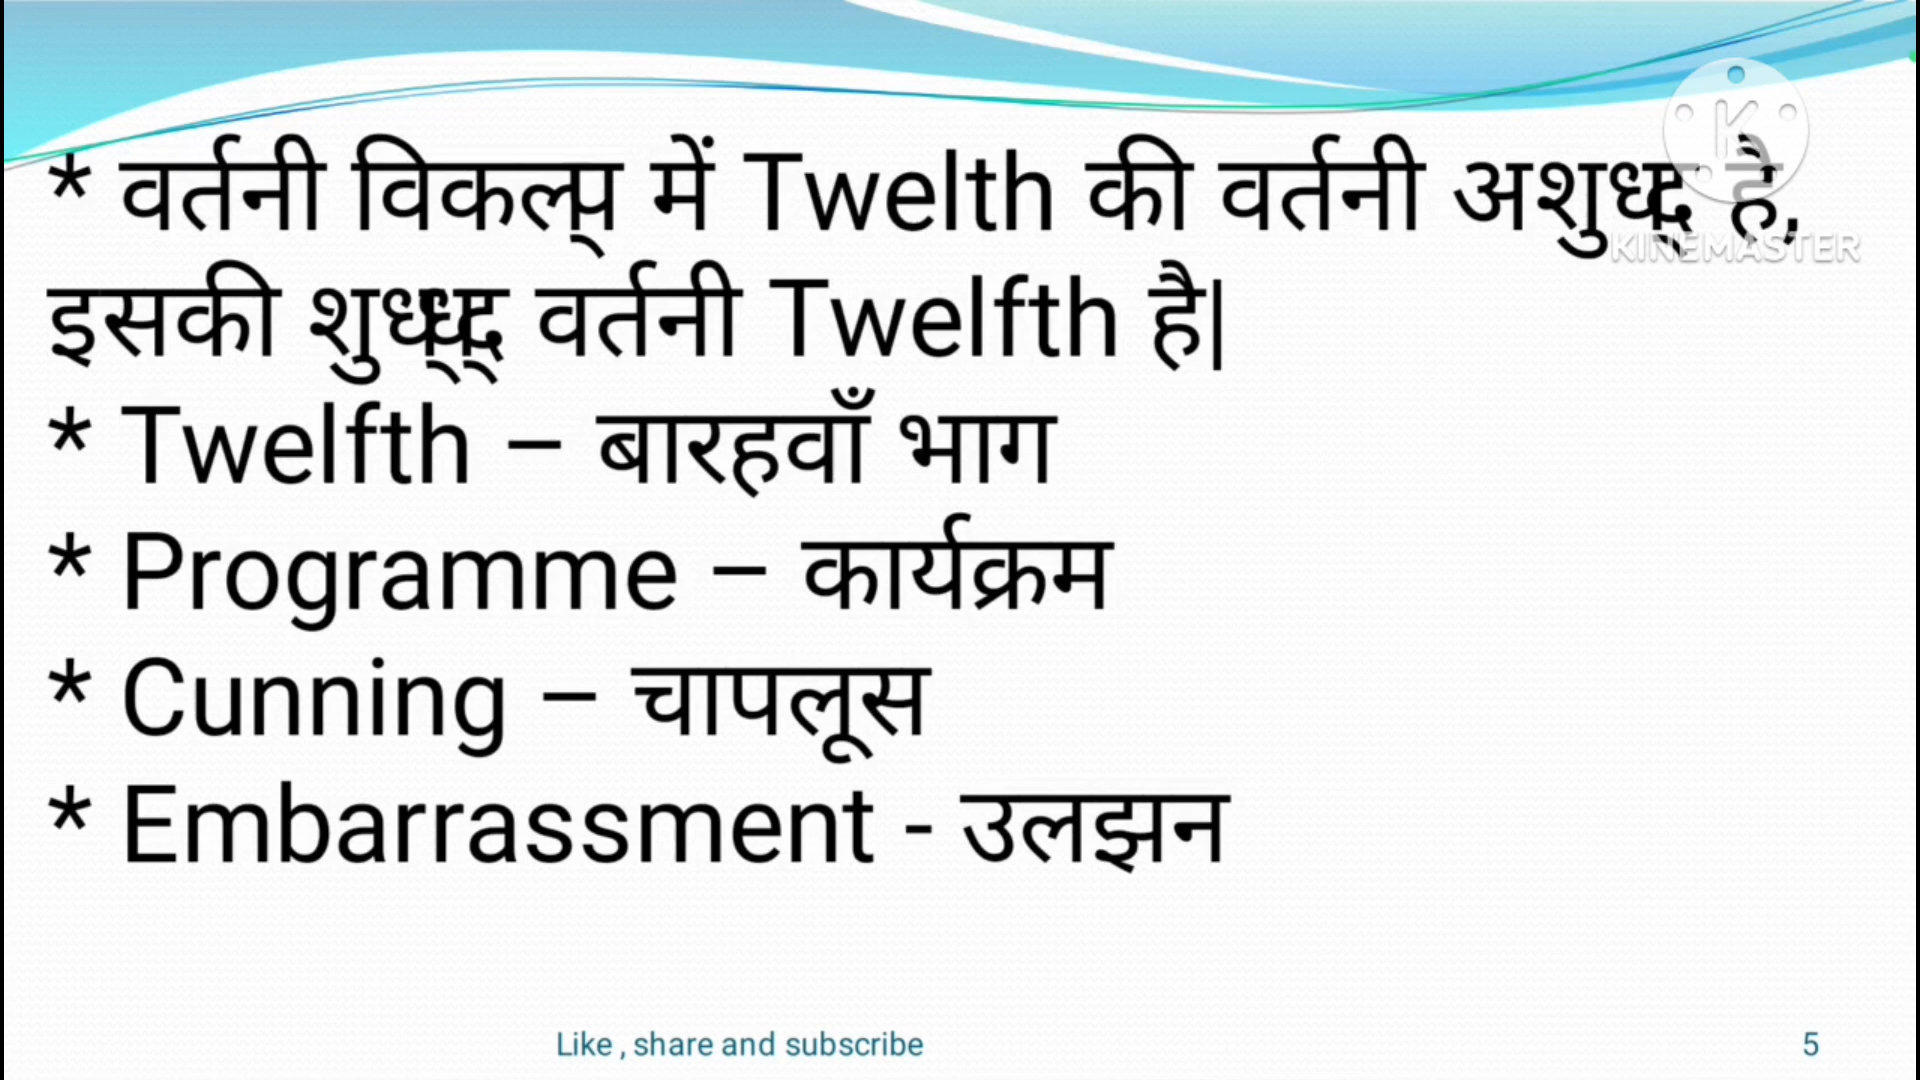 * वर्तनी विकल्प् में Twelth की वर्तनी अशुध्द् है,
KINEMASTER
इसकी शुध्ध्द् वर्तनी Twelfth है|
* Twelfth – बारहवाँ भाग
* Programme – कार्यक्रम
* Cunning – चापलूस
* Embarrassment - उलझन
Like , share and subscribe 5